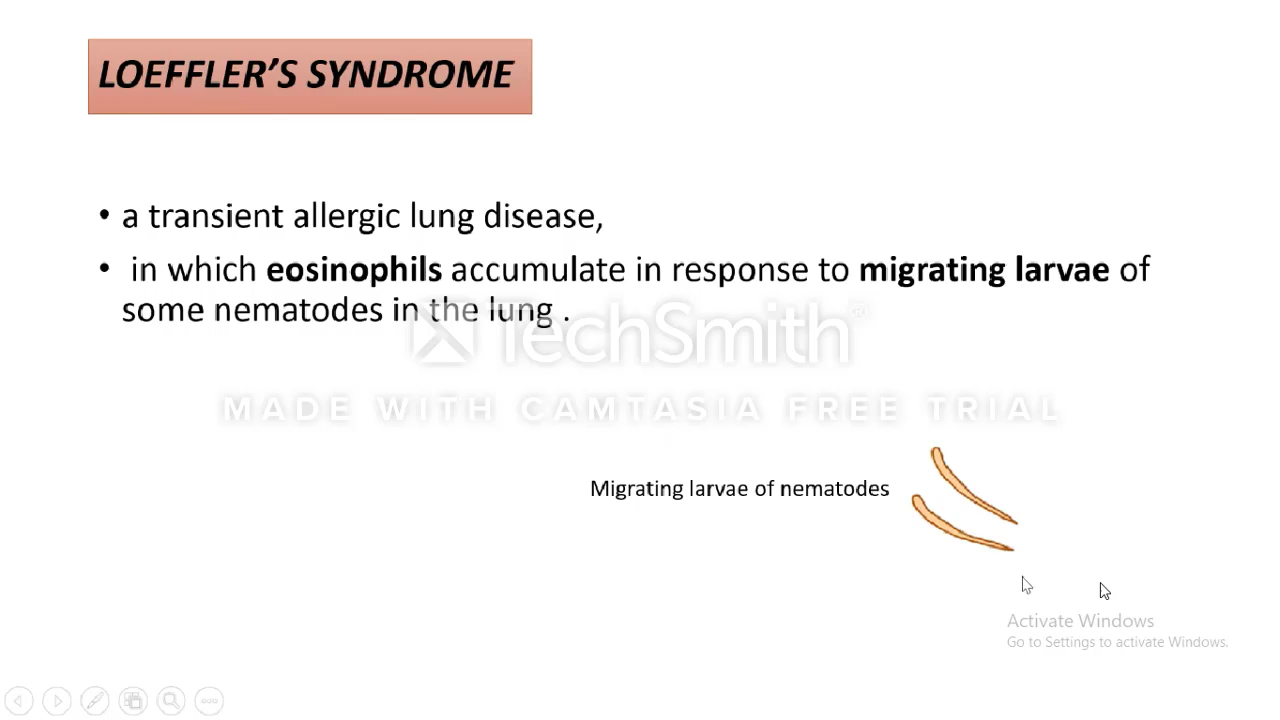 LOEFFLER’S SYNDROME
• a transient allergic lung disease,
• in which eosinophils accumulate in response to migrating larvae of
some nematodes in the lung .
TechSmith®
MADE WITH CAMTASIA FREE TRIAL
Migrating larvae of nematodes
Activate Windows
Go to Settings to activate Windows.